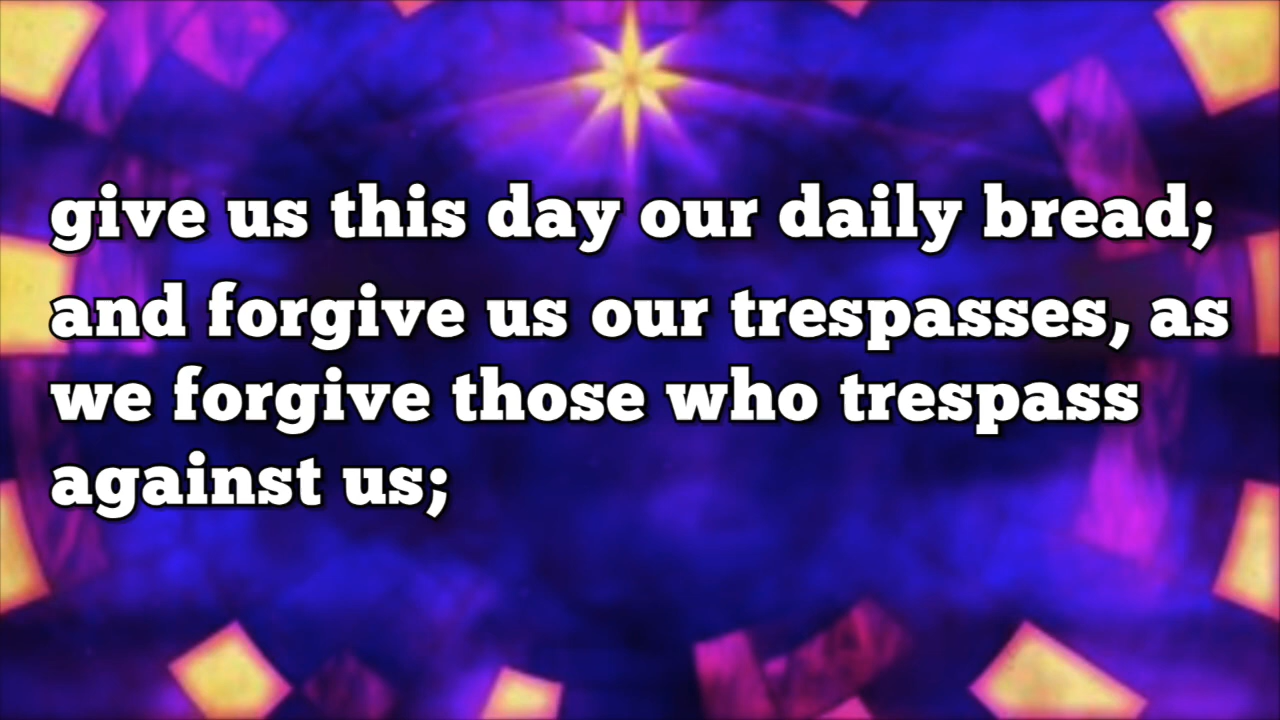 give us this day our daily bread;
and forgive us our trespasses, as
we forgive those who trespass
against us;